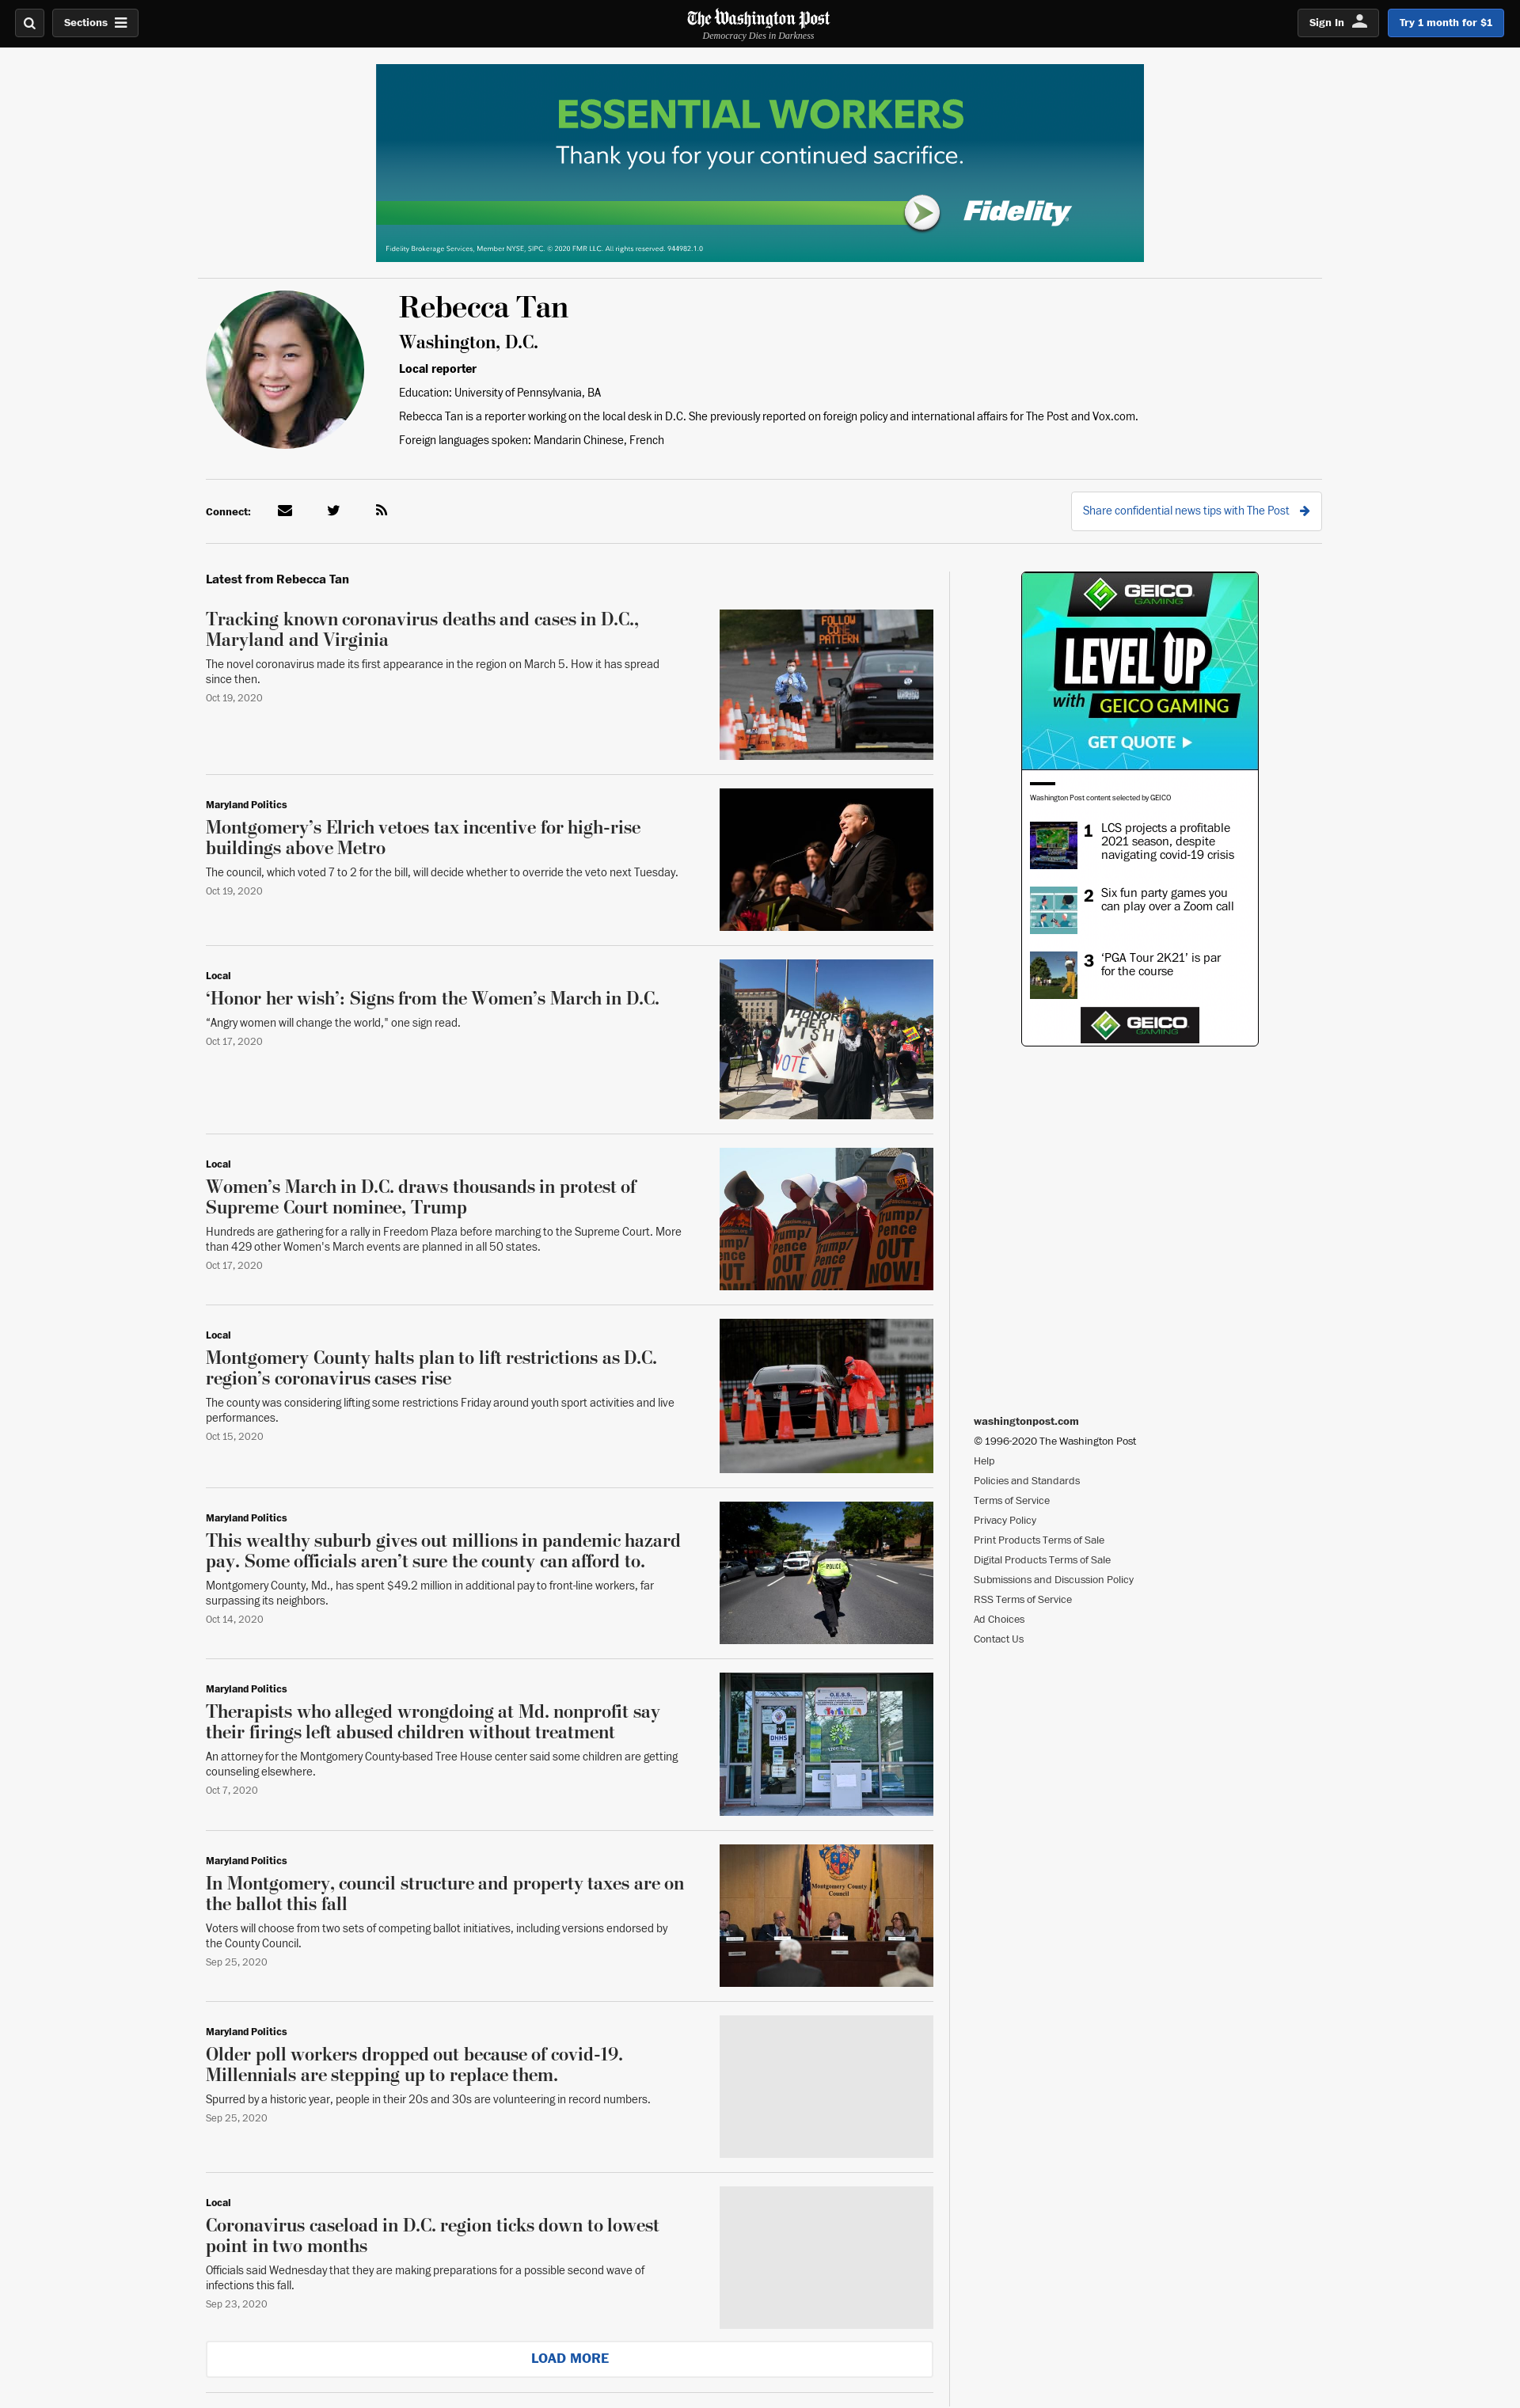 Sections
The Washington Post
Democracy Dies in Darkness
Sign In
Try 1 month for $1
ESSENTIAL WORKERS
Thank you for your continued sacrifice.
Fidelity
Fidelity Brokerage Services, Member NYSE, SIPC. © 2020 FMR LLC. All rights reserved. 944982.1.0
Rebecca Tan
Washington, D.C.
Local reporter
Education: University of Pennsylvania, BA
Rebecca Tan is a reporter working on the local desk in D.C. She previously reported on foreign policy and international affairs for The Post and Vox.com.
Foreign languages spoken: Mandarin Chinese, French
Connect:
Share confidential news tips with The Post
Latest from Rebecca Tan
Tracking known coronavirus deaths and cases in D.C.,
Maryland and Virginia
The novel coronavirus made its first appearance in the region on March 5. How it has spread
since then.
Oct 19, 2020
FOLLOW
CONE
PATTERN
Maryland Politics
Montgomery’s Elrich vetoes tax incentive for high-rise
buildings above Metro
The council, which voted 7 to 2 for the bill, will decide whether to override the veto next Tuesday.
Oct 19, 2020
Local
‘Honor her wish’: Signs from the Women’s March in D.C.
“Angry women will change the world," one sign read.
Oct 17, 2020
HONOR
HER
WISH
VOTE
Local
Women’s March in D.C. draws thousands in protest of
Supreme Court nominee, Trump
Hundreds are gathering for a rally in Freedom Plaza before marching to the Supreme Court. More
than 429 other Women's March events are planned in all 50 states.
Oct 17, 2020
Trump/
Pence
OUT
NOW!
Local
Montgomery County halts plan to lift restrictions as D.C.
region’s coronavirus cases rise
The county was considering lifting some restrictions Friday around youth sport activities and live
performances.
Oct 15, 2020
Maryland Politics
This wealthy suburb gives out millions in pandemic hazard
pay. Some officials aren’t sure the county can afford to.
Montgomery County, Md., has spent $49.2 million in additional pay to front-line workers, far
surpassing its neighbors.
Oct 14, 2020
POLICE
Maryland Politics
Therapists who alleged wrongdoing at Md. nonprofit say
their firings left abused children without treatment
An attorney for the Montgomery County-based Tree House center said some children are getting
counseling elsewhere.
Oct 7, 2020
O.E.S.S.
DHHS
Maryland Politics
In Montgomery, council structure and property taxes are on
the ballot this fall
Voters will choose from two sets of competing ballot initiatives, including versions endorsed by
the County Council.
Sep 25, 2020
Montgomery County
Council
Maryland Politics
Older poll workers dropped out because of covid-19.
Millennials are stepping up to replace them.
Spurred by a historic year, people in their 20s and 30s are volunteering in record numbers.
Sep 25, 2020
Local
Coronavirus caseload in D.C. region ticks down to lowest
point in two months
Officials said Wednesday that they are making preparations for a possible second wave of
infections this fall.
Sep 23, 2020
LOAD MORE
GEICO
GAMING
LEVEL UP
with GEICO GAMING
GET QUOTE
Washington Post content selected by GEICO
1 LCS projects a profitable
2021 season, despite
navigating covid-19 crisis
2 Six fun party games you
can play over a Zoom call
3 ‘PGA Tour 2K21’ is par
for the course
GEICO
GAMING
washingtonpost.com
© 1996-2020 The Washington Post
Help
Policies and Standards
Terms of Service
Privacy Policy
Print Products Terms of Sale
Digital Products Terms of Sale
Submissions and Discussion Policy
RSS Terms of Service
Ad Choices
Contact Us